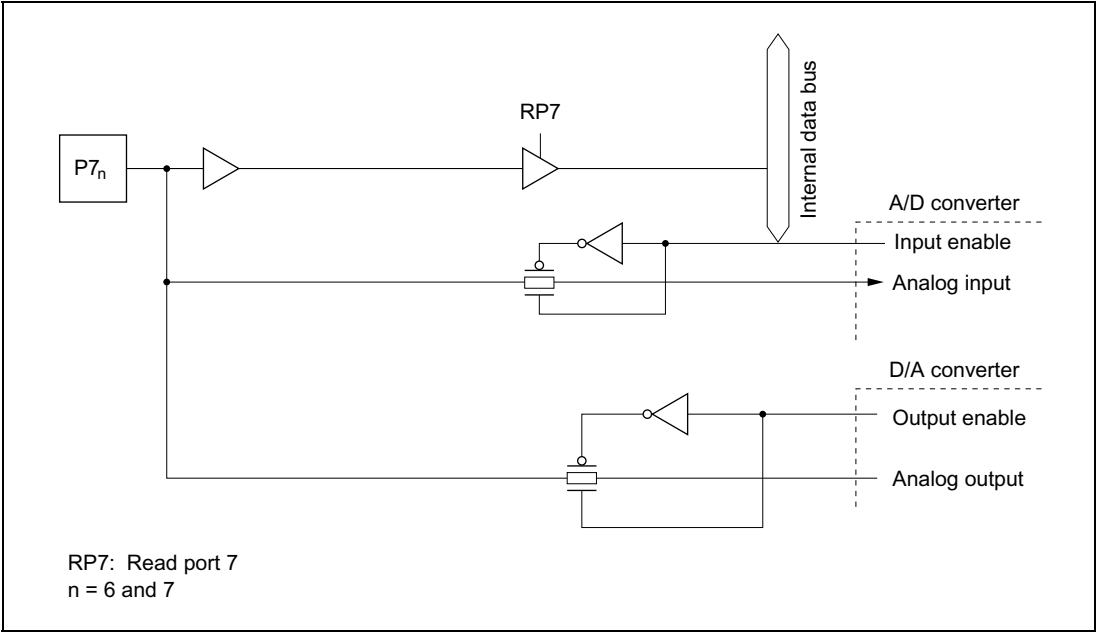 RP7
P7n
Internal data bus
A/D converter
Input enable
Analog input
D/A converter
Output enable
Analog output
RP7: Read port 7
n = 6 and 7